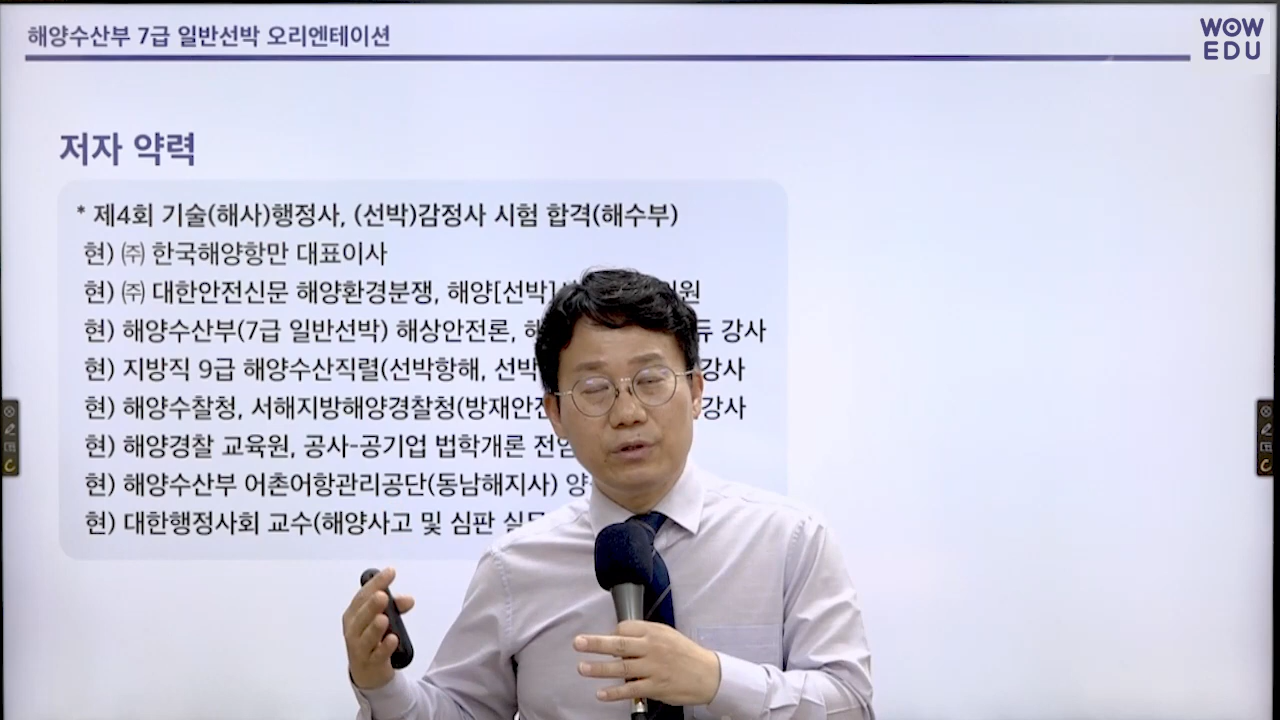 해양수산부 7급 일반선박 오리엔테이션
WOW
EDU
저자 약력
* 제4회 기술(해사)행정사, (선박)감정사 시험 합격(해수부)
현) ㈜ 한국해양항만 대표이사
현) ㈜ 대한안전신문 해양환경분쟁, 해양[선박]
현) 해양수산부(7급 일반선박) 해상안전론, 강사
현) 지방직 9급 해양수산직렬(선박항해, 선박 강사
현) 해양수찰청, 서해지방해양경찰청(방재안전 강사
현) 해양경찰 교육원, 공사-공기업 법학개론
현) 해양수산부 어촌어항관리공단(동남해지사)
현) 대한행정사회 교수(해양사고 및 심판